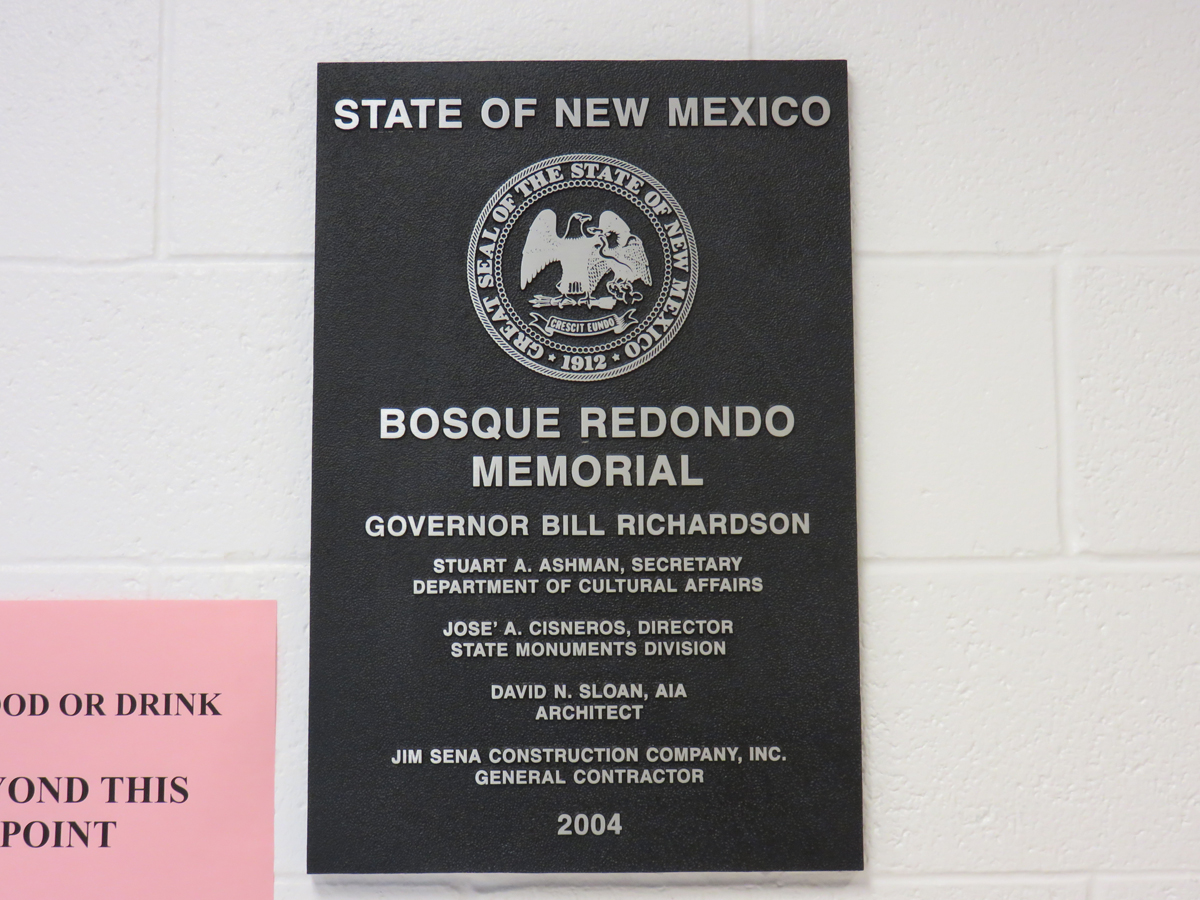 STATE OF NEW MEXICO
GREAT SEAL OF THE STATE OF NEW MEXICO
CRESCIT EUNDO
1912
BOSQUE REDONDO
MEMORIAL
GOVERNOR BILL RICHARDSON
STUART A. ASHMAN, SECRETARY
DEPARTMENT OF CULTURAL AFFAIRS
JOSE' A. CISNEROS, DIRECTOR
STATE MONUMENTS DIVISION
DAVID N. SLOAN, AIA
ARCHITECT
JIM SENA CONSTRUCTION COMPANY, INC.
GENERAL CONTRACTOR
2004
OR DRINK
THIS
POINT